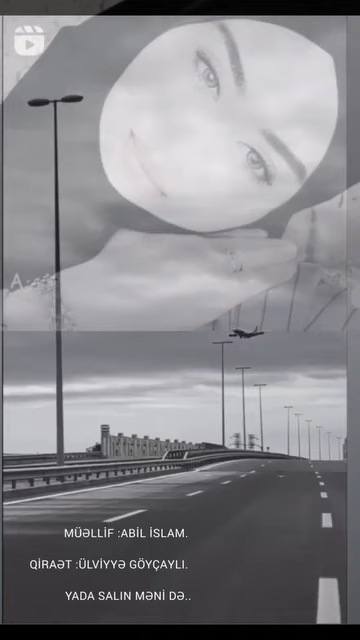 MÜƏLLİF :ABİL İSLAM.
QİRAƏT :ÜLVİYYƏ GÖYÇAYLI.
YADA SALIN MƏNİ DƏ..